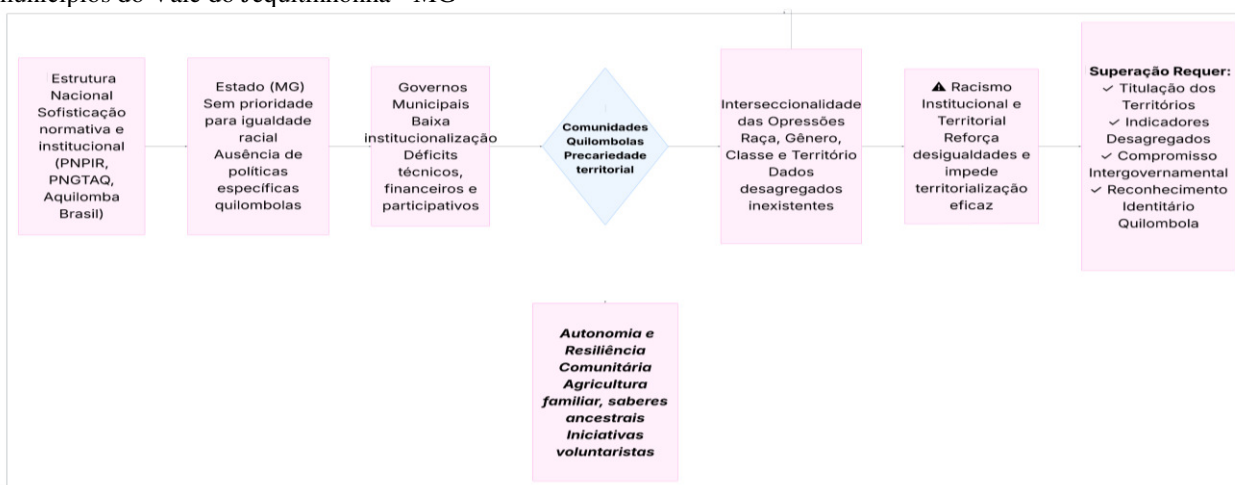 municípios do Vale do Jequitinhonha - MG
Estrutura
Nacional
Sofisticação
normativa e
institucional
(PNPIR,
PNGTAQ,
Aquilomba
Brasil)
Estado (MG)
Sem prioridade
para igualdade
racial
Ausência de
políticas
específicas
quilombolas
Governos
Municipais
Baixa
institucionalização
Déficits
técnicos,
financeiros e
participativos
Comunidades
Quilombolas
Precariedade
territorial
Interseccionalidade
das Opressões
Raça, Gênero,
Classe e Território
Dados
desagregados
inexistentes
⚠ Racismo
Institucional e
Territorial
Reforça
desigualdades e
impede
territorialização
eficaz
Superação Requer:
✓ Titulação dos
Territórios
✓ Indicadores
Desagregados
✓ Compromisso
Intergovernamental
✓ Reconhecimento
Identitário
Quilombola
Autonomia e
Resiliência
Comunitária
Agricultura
familiar, saberes
ancestrais
Iniciativas
voluntaristas